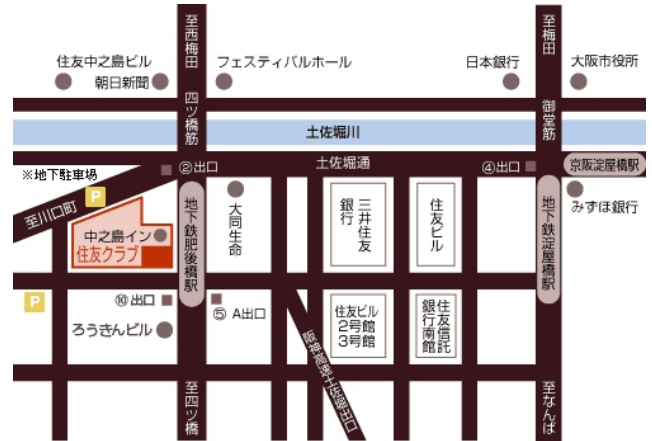 至西梅田
至梅田
住友中之島ビル
フェスティバルホール
日本銀行
大阪市役所
朝日新聞
四ツ橋筋
御堂筋
土佐堀川
土佐堀通
※地下駐車場
②出口
④出口
京阪淀屋橋駅
P
至川口町
中之島イン
住友クラブ
地下鉄肥後橋駅
大同生命
三井住友
銀行
住友ビル
地下鉄淀屋橋駅
みずほ銀行
P
⑩出口
⑤ A出口
ろうきんビル
阪神高速土佐堀出口
住友ビル
2号館
3号館
住友信託
銀行南館
至四ツ橋
至なんば